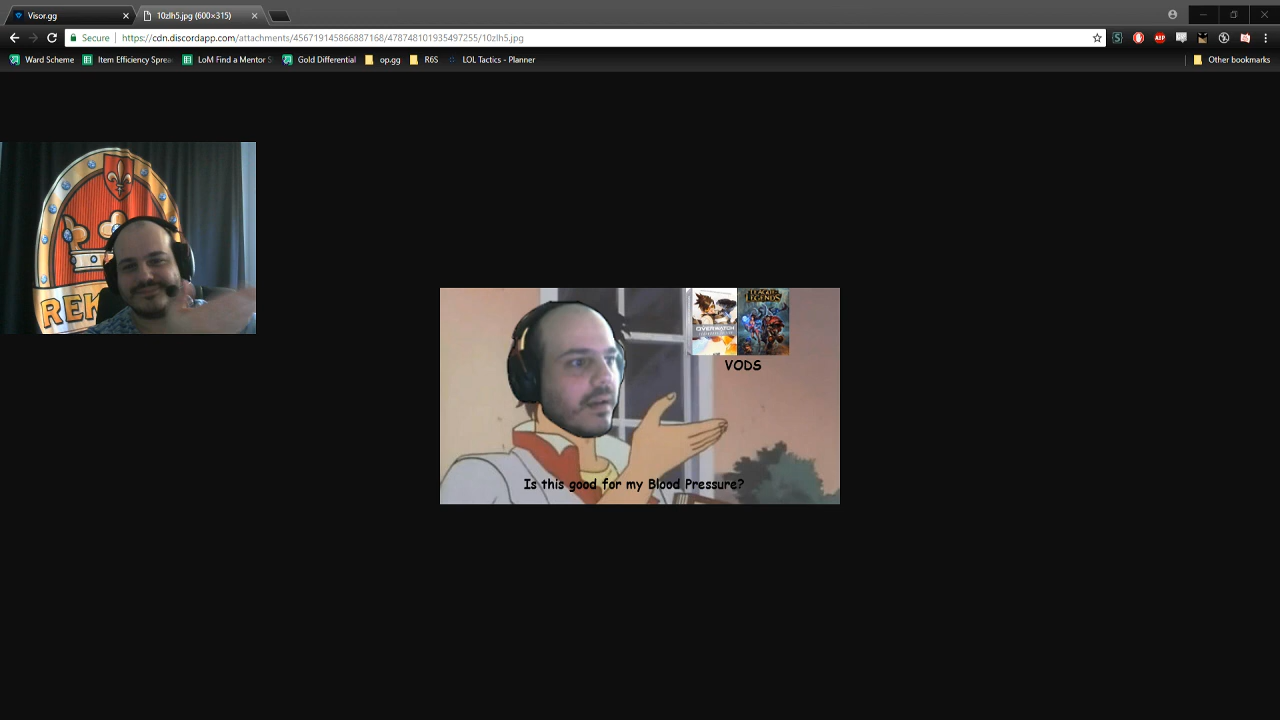 Visor.gg
10zlh5.jpg (600×315)
Secure
https://cdn.discordapp.com/attachments/456719145866887168/478748101935497255/10zlh5.jpg
Ward Scheme
Item Efficiency Sprea
LoM Find a Mentor S
Gold Differential
op.gg
R6S
LOL Tactics - Planner
Other bookmarks
ABP
REK
OVERWATCH
LEAGUE OF
LEGENDS
VODS
Is this good for my Blood Pressure?